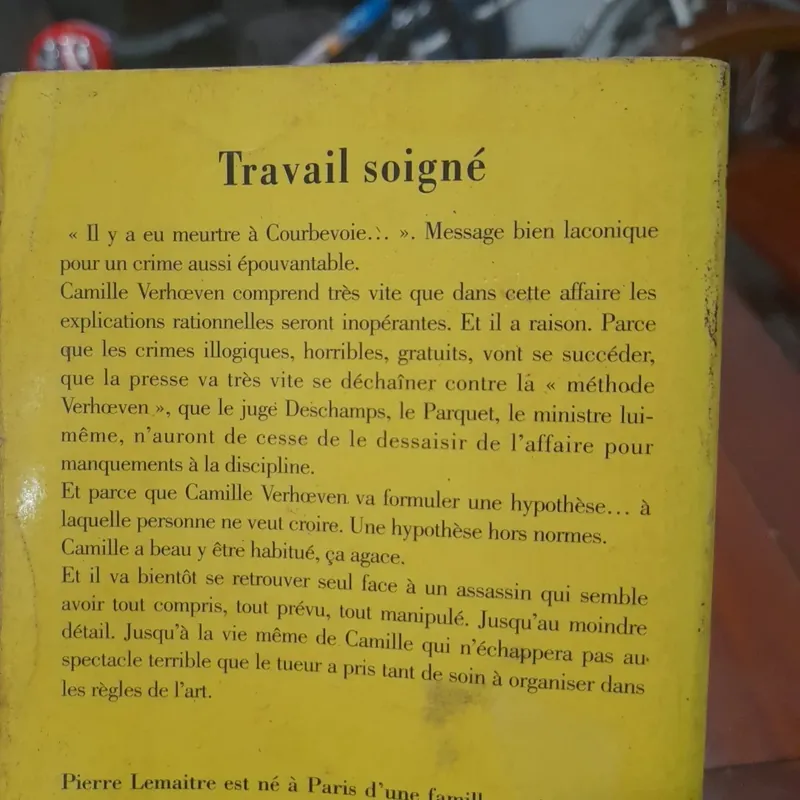 Travail soigné
« Il y a eu meurtre à Courbevoie... ». Message bien laconique
pour un crime aussi épouvantable.
Camille Verhœven comprend très vite que dans cette affaire les
explications rationnelles seront inopérantes. Et il a raison. Parce
que les crimes illogiques, horribles, gratuits, vont se succéder,
que la presse va très vite se déchaîner contre la « méthode
Verhœven », que le juge Deschamps, le Parquet, le ministre lui-
même, n'auront de cesse de le dessaisir de l'affaire pour
manquements à la discipline.
Et parce que Camille Verhœven va formuler une hypothèse... à
laquelle personne ne veut croire. Une hypothèse hors normes.
Camille a beau y être habitué, ça agace.
Et il va bientôt se retrouver seul face à un assassin qui semble
avoir tout compris, tout prévu, tout manipulé. Jusqu'au moindre
détail. Jusqu'à la vie même de Camille qui n'échappera pas au
spectacle terrible que le tueur a pris tant de soin à organiser dans
les règles de l'art.
Pierre Lemaitre est né à Paris d'une famill